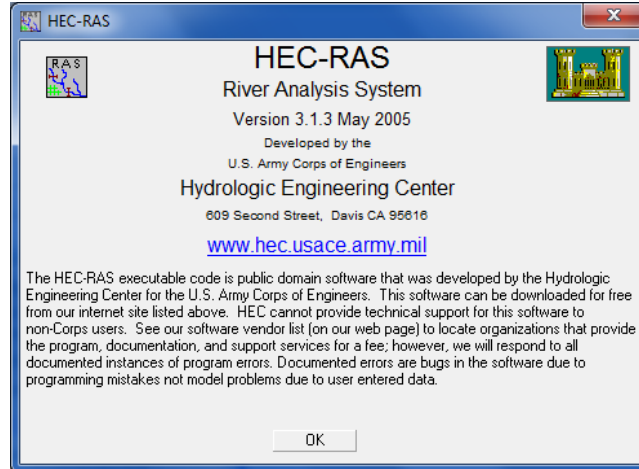 HEC-RAS
RAS
HEC-RAS
River Analysis System
Version 3.1.3 May 2005
Developed by the
U.S. Army Corps of Engineers
Hydrologic Engineering Center
609 Second Street, Davis CA 95616
www.hec.usace.army.mil
The HEC-RAS executable code is public domain software that was developed by the Hydrologic
Engineering Center for the U.S. Army Corps of Engineers. This software can be downloaded for free
from our internet site listed above. HEC cannot provide technical support for this software to
non-Corps users. See our software vendor list (on our web page) to locate organizations that provide
the program, documentation, and support services for a fee; however, we will respond to all
documented instances of program errors. Documented errors are bugs in the software due to
programming mistakes not model problems due to user entered data.
OK